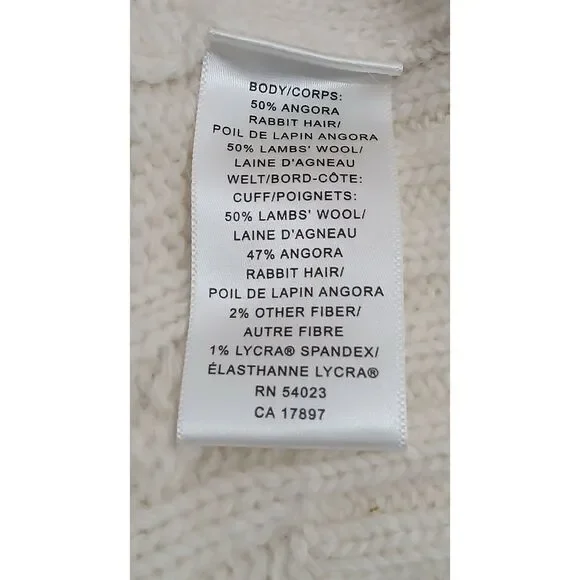 BODY/CORPS:
50% ANGORA
RABBIT HAIR/
POIL DE LAPIN ANGORA
50% LAMBS' WOOL/
LAINE D'AGNEAU
WELT/BORD-CÔTE:
CUFF/POIGNETS:
50% LAMBS' WOOL/
LAINE D'AGNEAU
47% ANGORA
RABBIT HAIR/
POIL DE LAPIN ANGORA
2% OTHER FIBER/
AUTRE FIBRE
1% LYCRA® SPANDEX/
ÉLASTHANNE LYCRA®
RN 54023
CA 17897